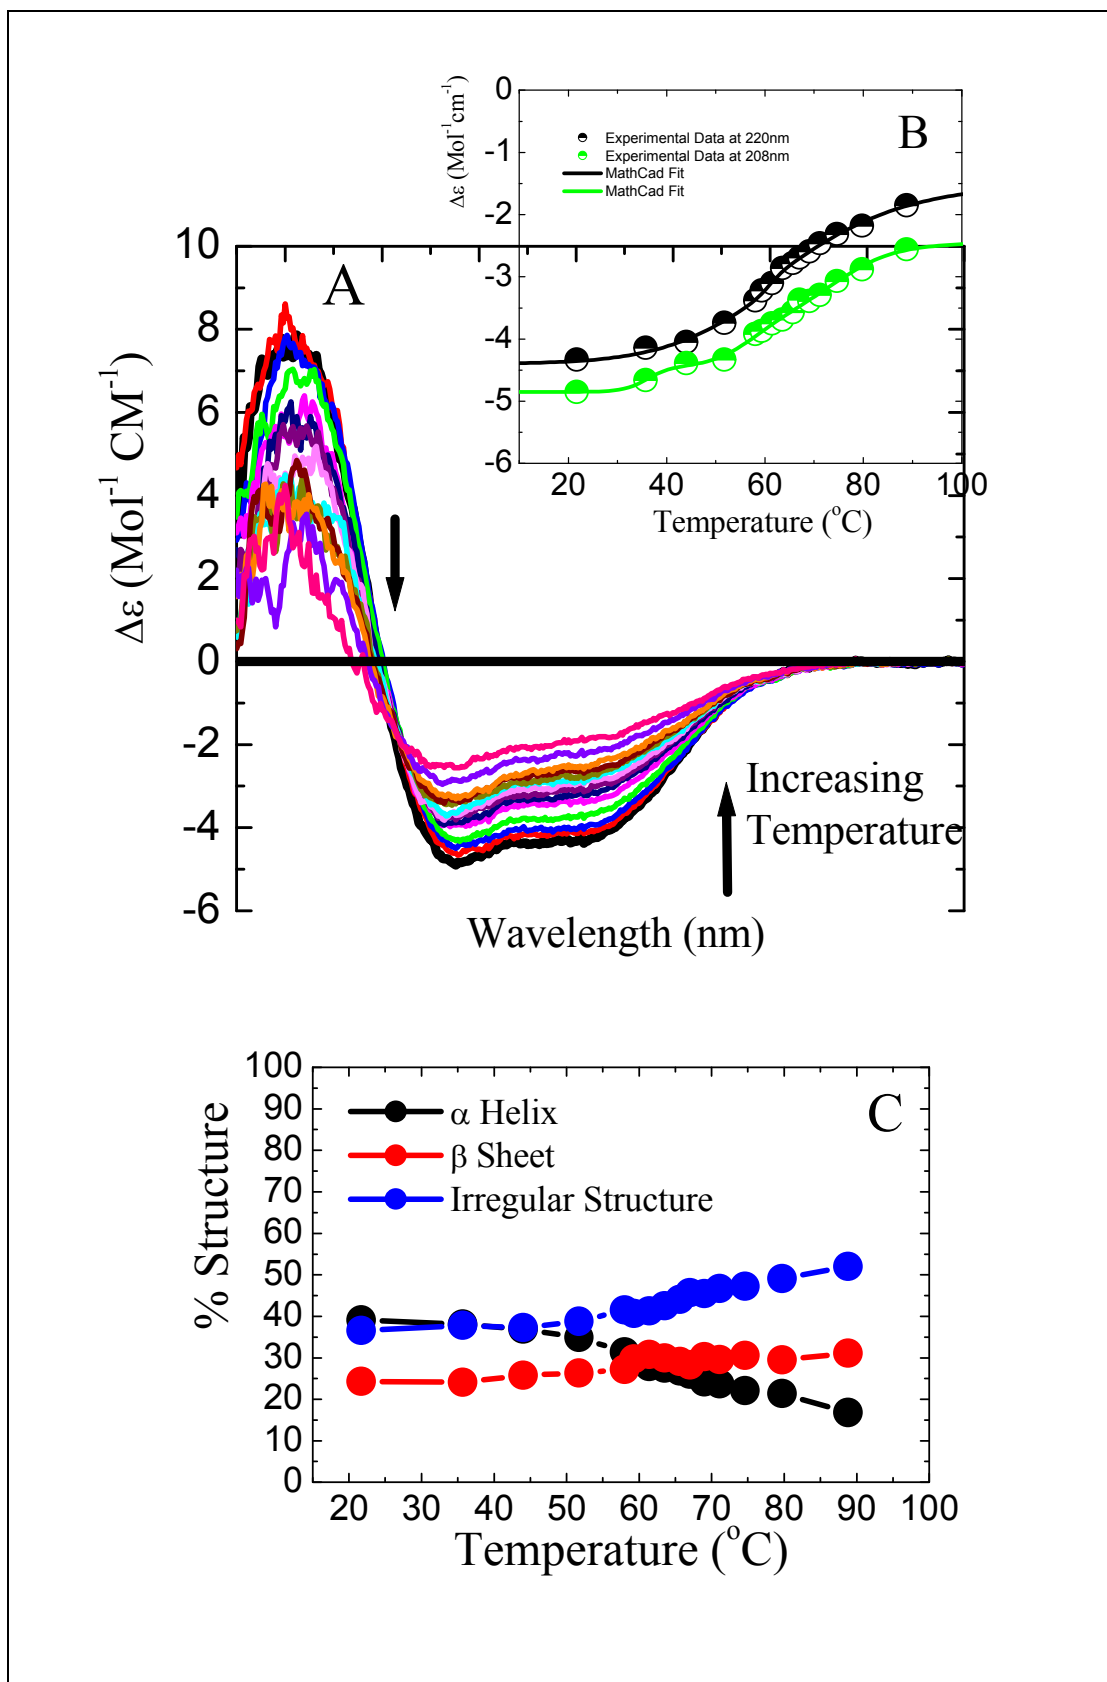 B
0
-1
-2
-3
-4
-5
-6
Δε (Mol⁻¹cm⁻¹)
Experimental Data at 220nm
Experimental Data at 208nm
MathCad Fit
MathCad Fit
20 40 60 80 100
Temperature (°C)
A
10
8
6
4
2
0
-2
-4
-6
Δε (Mol⁻¹ CM⁻¹)
Increasing
Temperature
Wavelength (nm)
C
100
90
80
70
60
50
40
30
20
10
0
% Structure
α Helix
β Sheet
Irregular Structure
20 30 40 50 60 70 80 90 100
Temperature (°C)